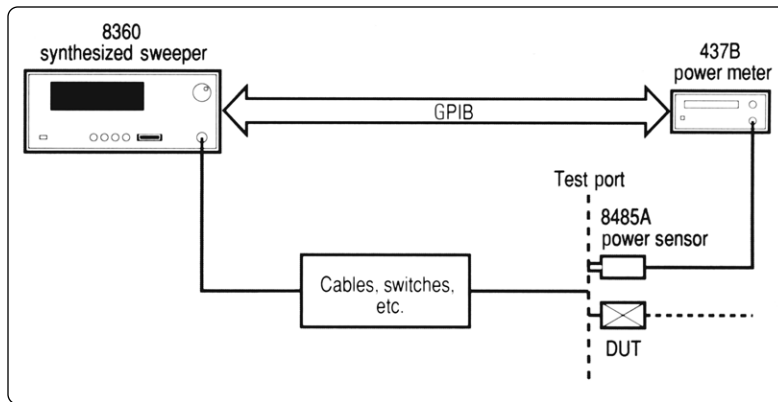 8360
synthesized sweeper
437B
power meter
GPIB
Test port
8485A
power sensor
Cables, switches,
etc.
DUT